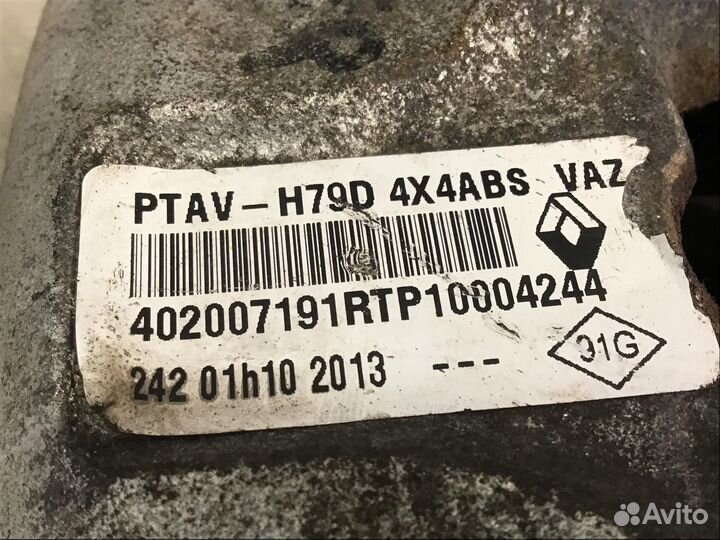 PTAV-H79D 4X4ABS VAZ
402007191RTP10004244
242 01h10 2013 ---
91G
Avito